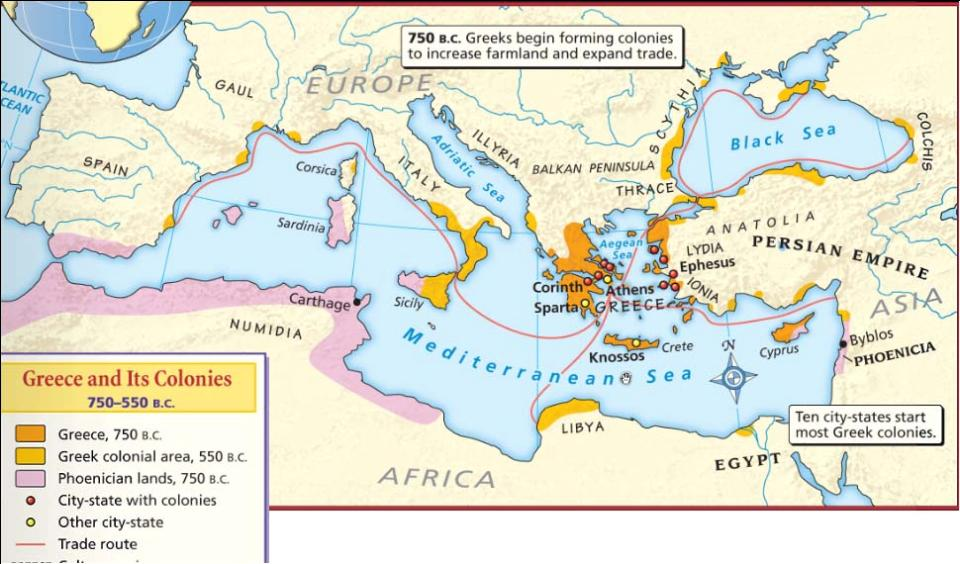 750 B.C. Greeks begin forming colonies
to increase farmland and expand trade.
EUROPE
GAUL
ATLANTIC
OCEAN
SPAIN
Corsica
Sardinia
ITALY
Adriatic Sea
ILLYRIA
BALKAN PENINSULA
SCYTHIA
THRACE
Black Sea
COLCHIS
ANATOLIA
PERSIAN EMPIRE
ASIA
Aegean
Sea
LYDIA
Ephesus
IONIA
Corinth
Athens
Sparta
GREECE
Carthage
Sicily
NUMIDIA
Knossos
Crete
Cyprus
Byblos
PHOENICIA
Mediterranean Sea
N
LIBYA
EGYPT
AFRICA
Ten city-states start
most Greek colonies.
Greece and Its Colonies
750–550 B.C.
Greece, 750 B.C.
Greek colonial area, 550 B.C.
Phoenician lands, 750 B.C.
City-state with colonies
Other city-state
Trade route